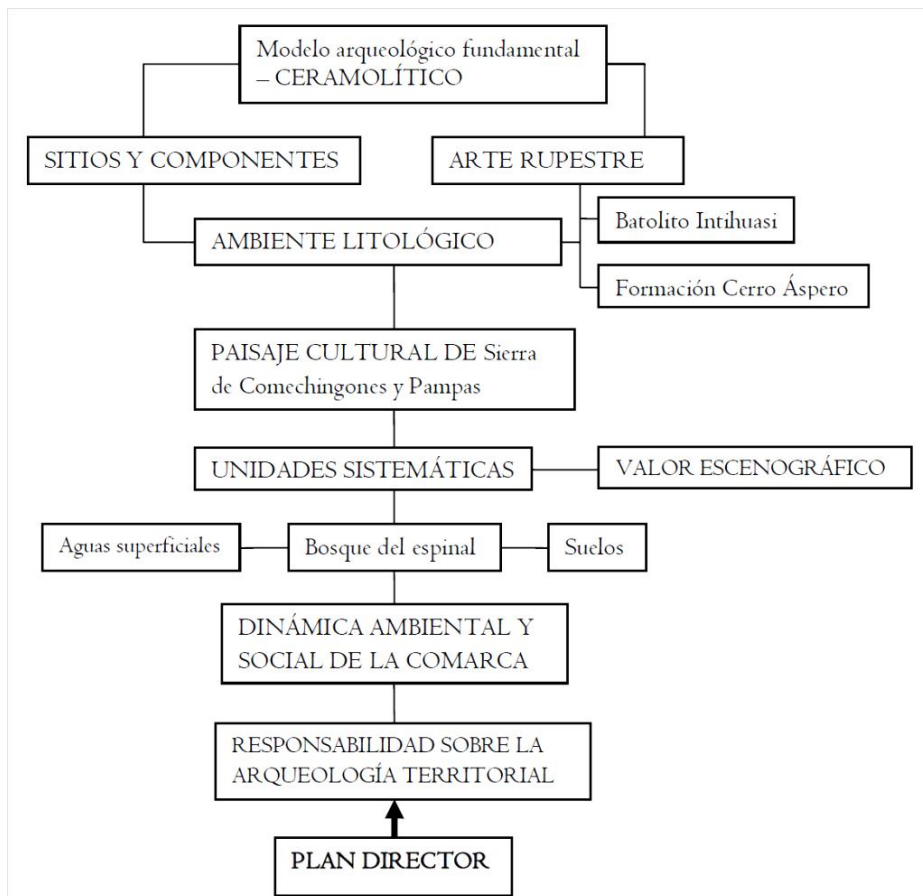 Modelo arqueológico fundamental
– CERAMOLÍTICO
SITIOS Y COMPONENTES
ARTE RUPESTRE
Batolito Intihuasi
AMBIENTE LITOLÓGICO
Formación Cerro Áspero
PAISAJE CULTURAL DE Sierra
de Comechingones y Pampas
UNIDADES SISTEMÁTICAS
VALOR ESCENOGRÁFICO
Aguas superficiales
Bosque del espinal
Suelos
DINÁMICA AMBIENTAL Y
SOCIAL DE LA COMARCA
RESPONSABILIDAD SOBRE LA
ARQUEOLOGÍA TERRITORIAL
PLAN DIRECTOR